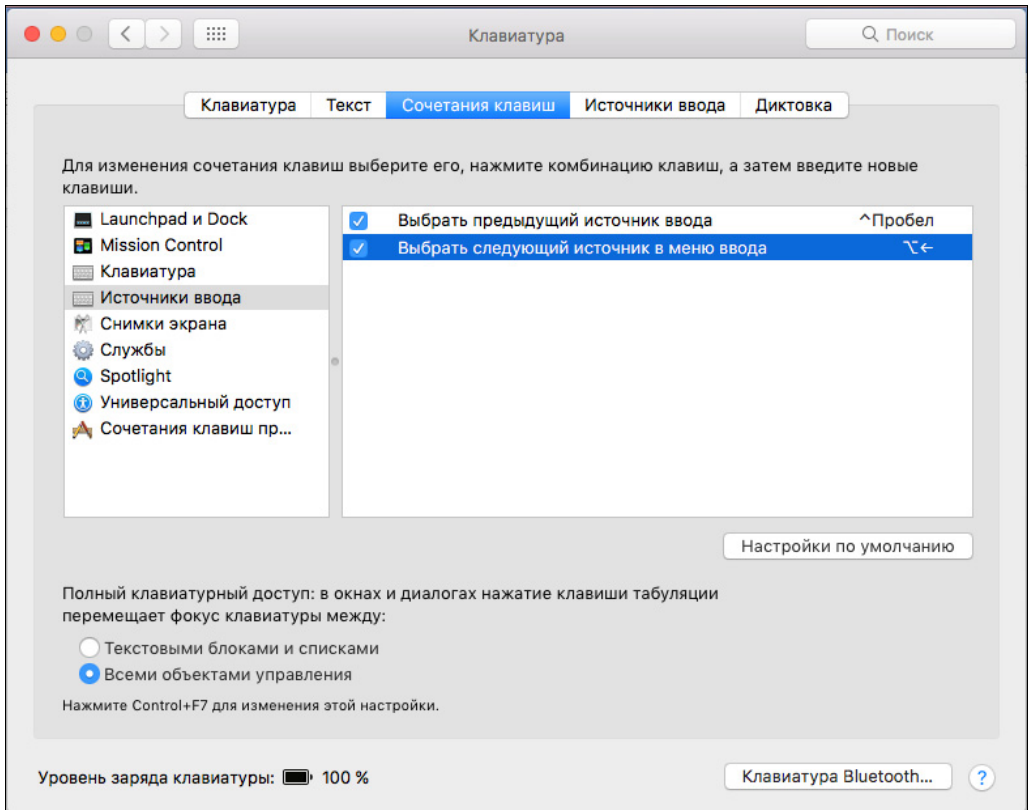 Клавиатура
Поиск
Клавиатура Текст Сочетания клавиш Источники ввода Диктовка
Для изменения сочетания клавиш выберите его, нажмите комбинацию клавиш, а затем введите новые
клавиши.
Launchpad и Dock
Mission Control
Клавиатура
Источники ввода
Снимки экрана
Службы
Spotlight
Универсальный доступ
Сочетания клавиш пр...
Выбрать предыдущий источник ввода ^Пробел
Выбрать следующий источник в меню ввода ⌥←
Настройки по умолчанию
Полный клавиатурный доступ: в окнах и диалогах нажатие клавиши табуляции
перемещает фокус клавиатуры между:
Текстовыми блоками и списками
Всеми объектами управления
Нажмите Control+F7 для изменения этой настройки.
Уровень заряда клавиатуры: 100 %
Клавиатура Bluetooth...
?